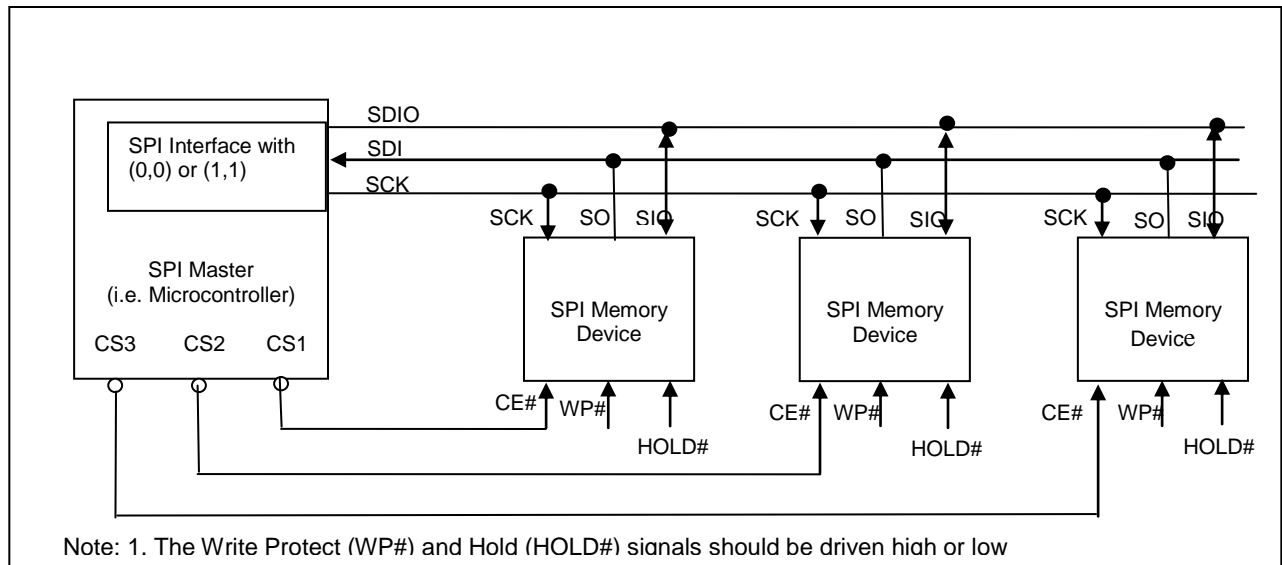 SDIO
SPI Interface with
(0,0) or (1,1)
SDI
SCK
SPI Master
(i.e. Microcontroller)
CS3 CS2 CS1
SCK SO SIO
SPI Memory
Device
CE# WP#
HOLD#
SCK SO SIO
SPI Memory
Device
CE# WP#
HOLD#
SCK SO SIO
SPI Memory
Device
CE# WP#
HOLD#
Note: 1. The Write Protect (WP#) and Hold (HOLD#) signals should be driven high or low